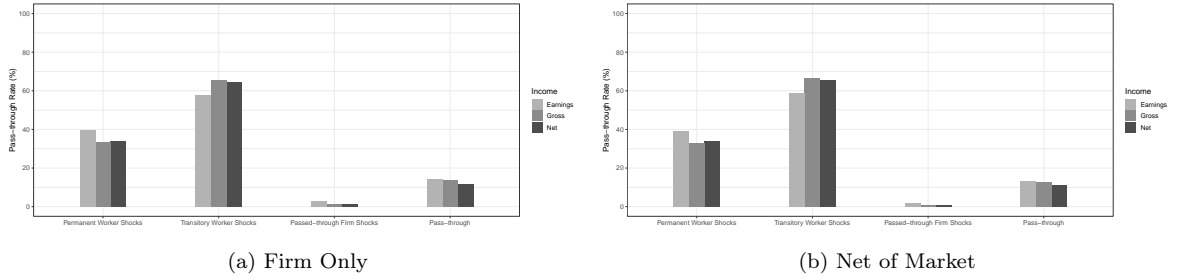 100
80
60
40
20
0
Pass−through Rate (%)
Permanent Worker Shocks
Transitory Worker Shocks
Passed−through Firm Shocks
Pass−through
Income
Earnings
Gross
Net
(a) Firm Only
100
80
60
40
20
0
Pass−through Rate (%)
Permanent Worker Shocks
Transitory Worker Shocks
Passed−through Firm Shocks
Pass−through
Income
Earnings
Gross
Net
(b) Net of Market